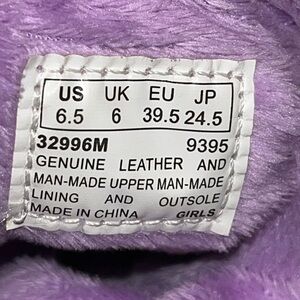 US UK EU JP
6.5 6 39.5 24.5
32996M 9395
GENUINE LEATHER AND
MAN-MADE UPPER MAN-MADE
LINING AND OUTSOLE
MADE IN CHINA GIRLS